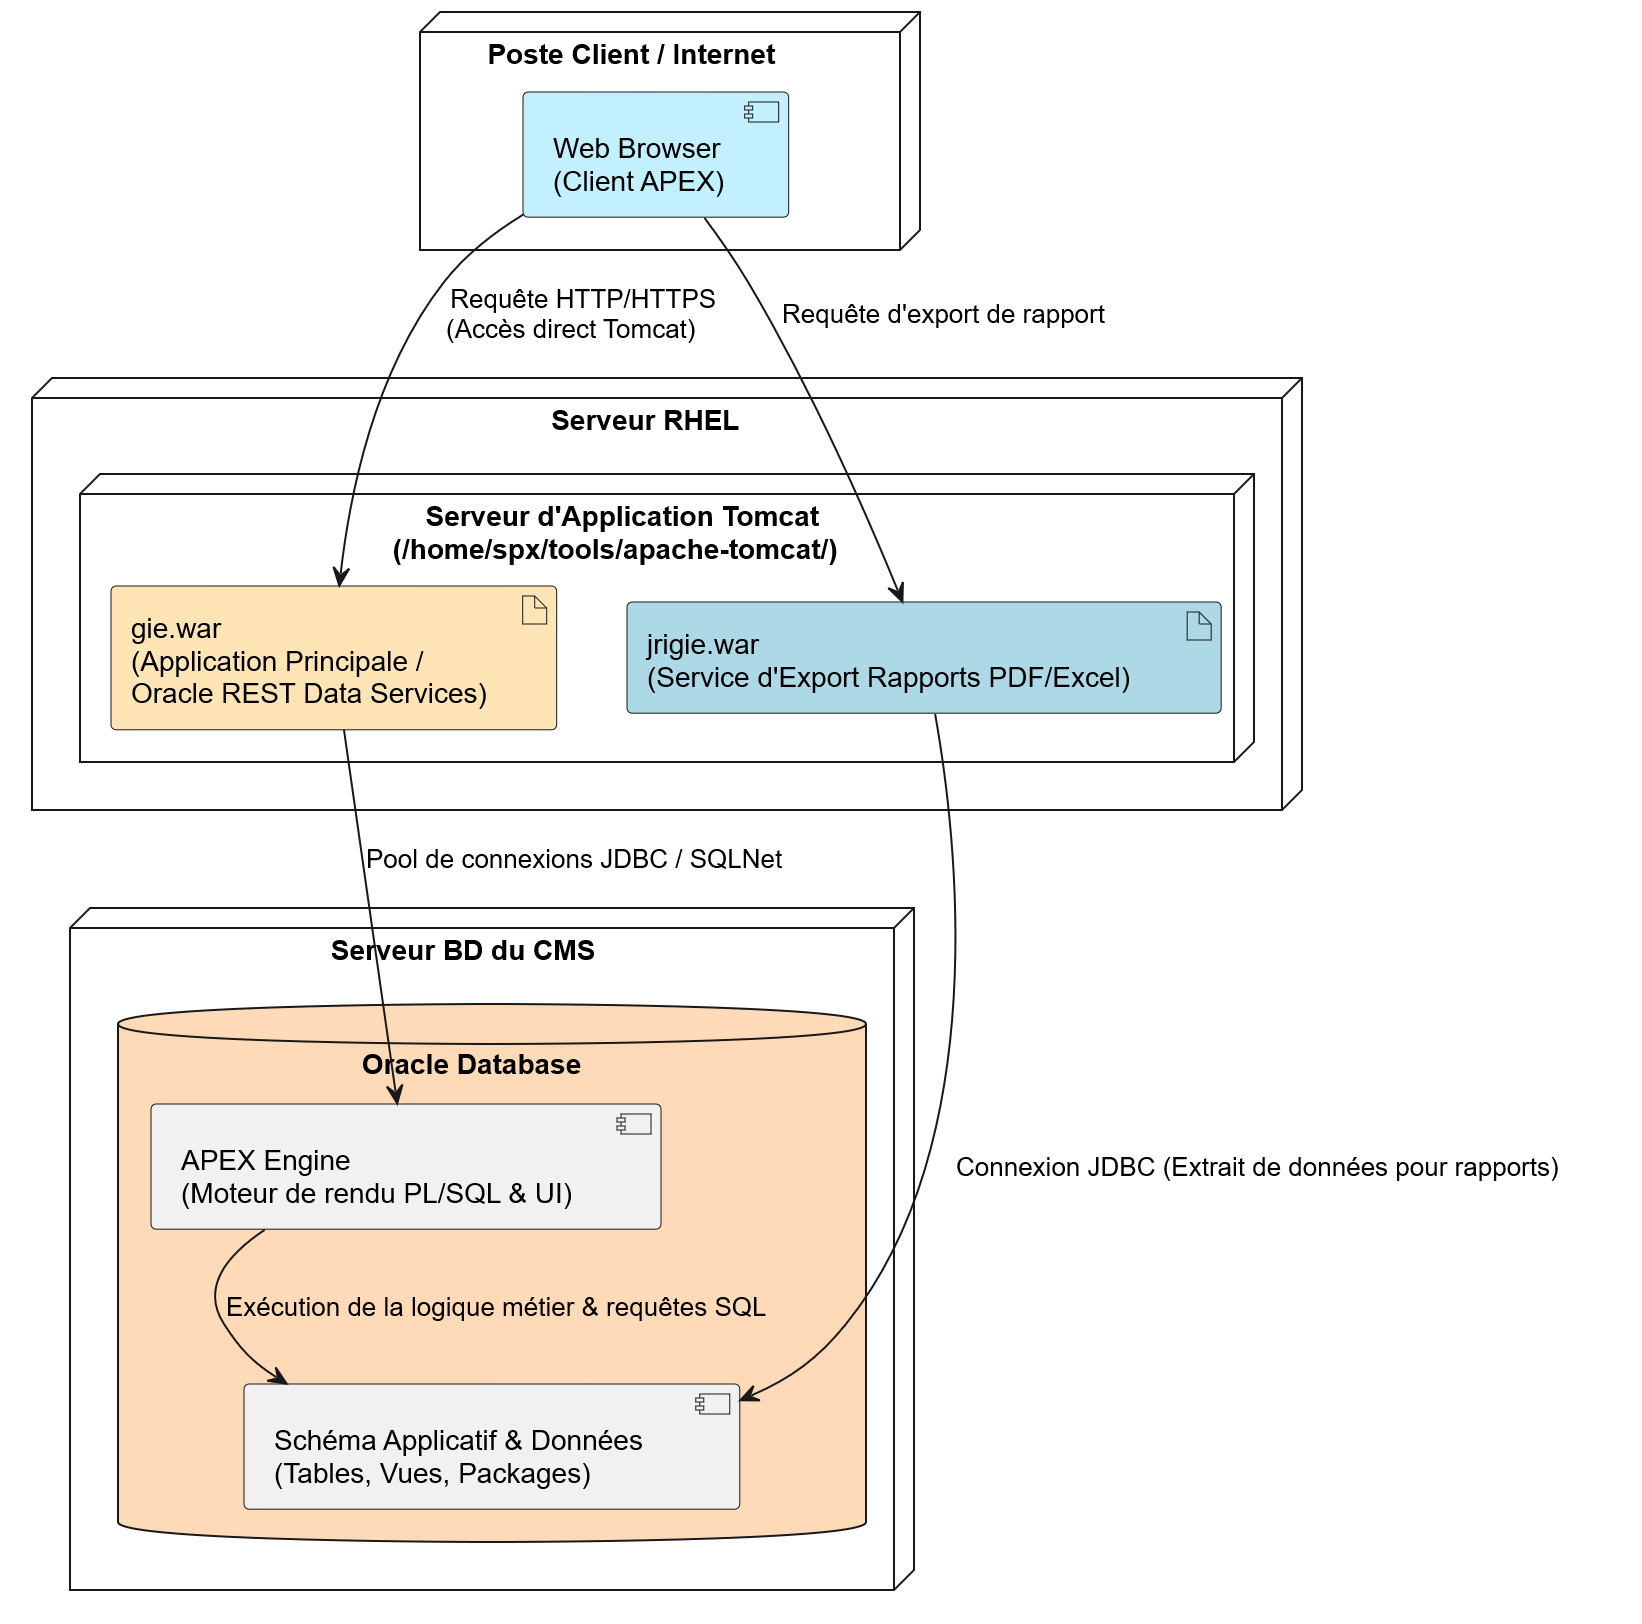 Poste Client / Internet
Web Browser
(Client APEX)
Requête HTTP/HTTPS
(Accès direct Tomcat)
Requête d'export de rapport
Serveur RHEL
Serveur d'Application Tomcat
(/home/spx/tools/apache-tomcat/)
gie.war
(Application Principale /
Oracle REST Data Services)
jrigie.war
(Service d'Export Rapports PDF/Excel)
Pool de connexions JDBC / SQLNet
Serveur BD du CMS
Oracle Database
APEX Engine
(Moteur de rendu PL/SQL & UI)
Connexion JDBC (Extrait de données pour rapports)
Exécution de la logique métier & requêtes SQL
Schéma Applicatif & Données
(Tables, Vues, Packages)